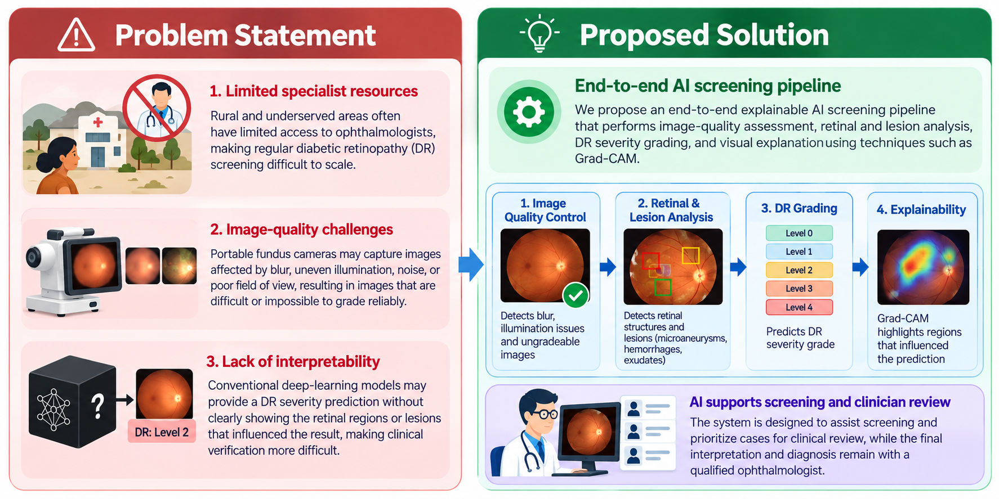 Problem Statement
1. Limited specialist resources
Rural and underserved areas often
have limited access to ophthalmologists,
making regular diabetic retinopathy (DR)
screening difficult to scale.
2. Image-quality challenges
Portable fundus cameras may capture images
affected by blur, uneven illumination, noise, or
poor field of view, resulting in images that are
difficult or impossible to grade reliably.
?
DR: Level 2
3. Lack of interpretability
Conventional deep-learning models may
provide a DR severity prediction without
clearly showing the retinal regions or lesions
that influenced the result, making clinical
verification more difficult.
Proposed Solution
End-to-end AI screening pipeline
We propose an end-to-end explainable AI screening pipeline
that performs image-quality assessment, retinal and lesion analysis,
DR severity grading, and visual explanation using techniques such as
Grad-CAM.
1. Image
Quality Control
Detects blur,
illumination issues
and ungradeable
images
2. Retinal &
Lesion Analysis
Detects retinal
structures and
lesions (microaneurysms,
hemorrhages,
exudates)
3. DR Grading
Level 0
Level 1
Level 2
Level 3
Level 4
Predicts DR
severity grade
4. Explainability
Grad-CAM
highlights regions
that influenced
the prediction
AI supports screening and clinician review
The system is designed to assist screening and
prioritize cases for clinical review, while the final
interpretation and diagnosis remain with a
qualified ophthalmologist.